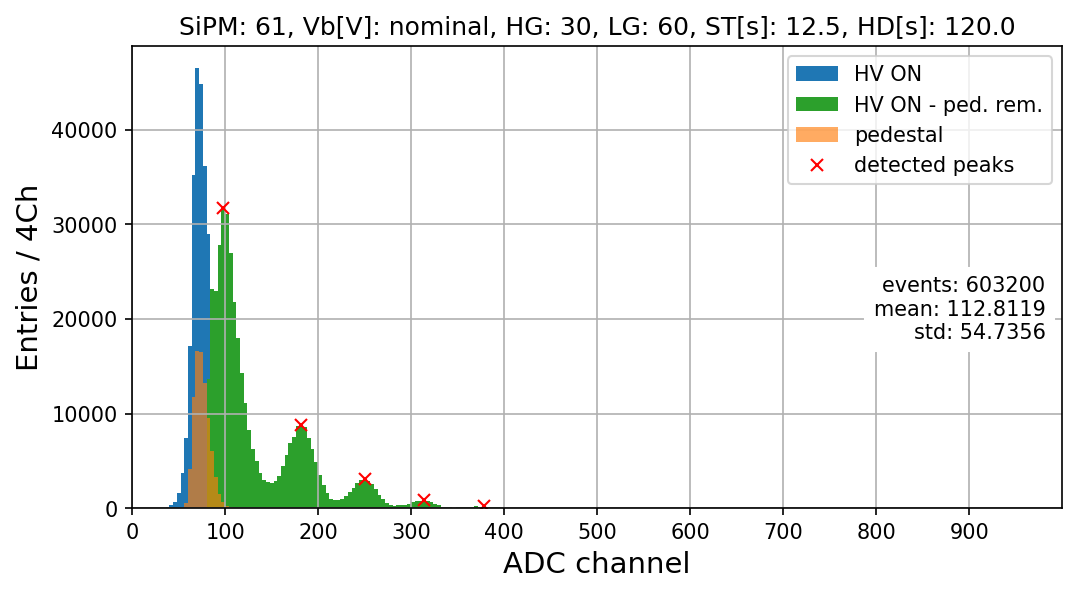 SiPM: 61, Vb[V]: nominal, HG: 30, LG: 60, ST[s]: 12.5, HD[s]: 120.0
HV ON
HV ON - ped. rem.
pedestal
detected peaks
events: 603200
mean: 112.8119
std: 54.7356
Entries / 4Ch
40000
30000
20000
10000
0
0 100 200 300 400 500 600 700 800 900
ADC channel